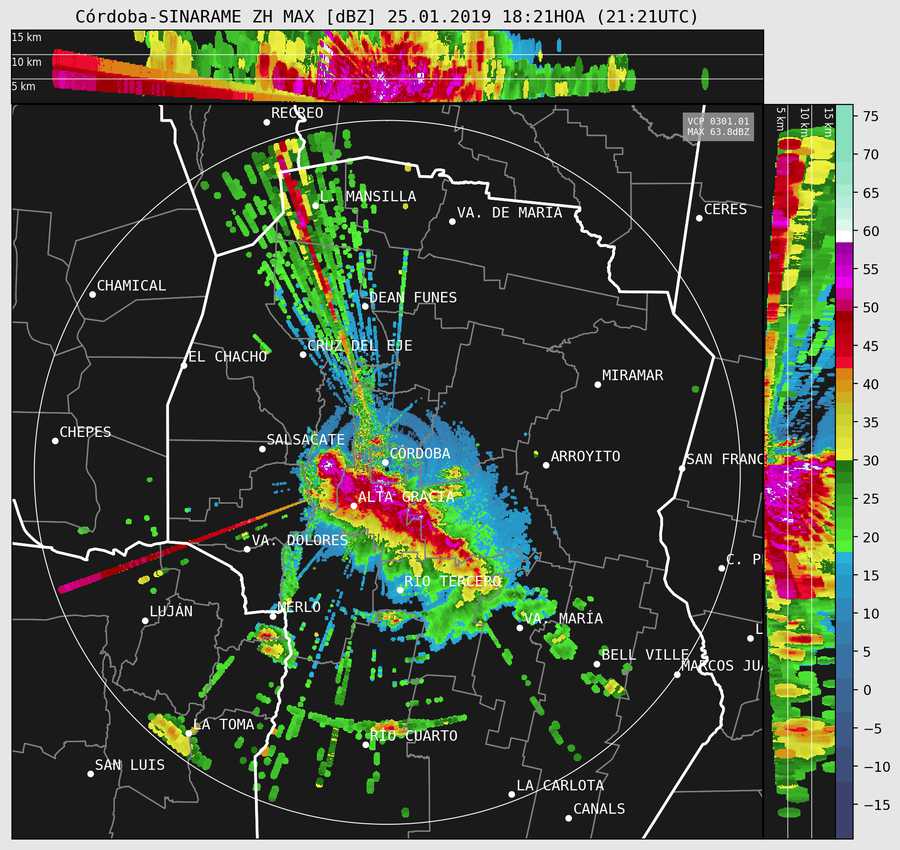 Córdoba-SINARAME ZH MAX [dBZ] 25.01.2019 18:21HOA (21:21UTC)
15 km
10 km
5 km
RECREO
VCP 0301.01
MAX 63.8dBZ
5 km
10 km
15 km
75
70
65
60
55
50
45
40
35
30
25
20
15
10
5
0
−5
−10
−15
L. MANSILLA
VA. DE MARIA
CERES
CHAMICAL
DEAN FUNES
CRUZ DEL EJE
EL CHACHO
MIRAMAR
CHEPES
SALSACATE
CÓRDOBA
ARROYITO
SAN FRANC
ALTA GRACIA
VA. DOLORES
C. P
RIO TERCERO
LUJÁN
MERLO
VA. MARÍA
L
BELL VILLE
MARCOS JU
LA TOMA
RIO CUARTO
SAN LUIS
LA CARLOTA
CANALS